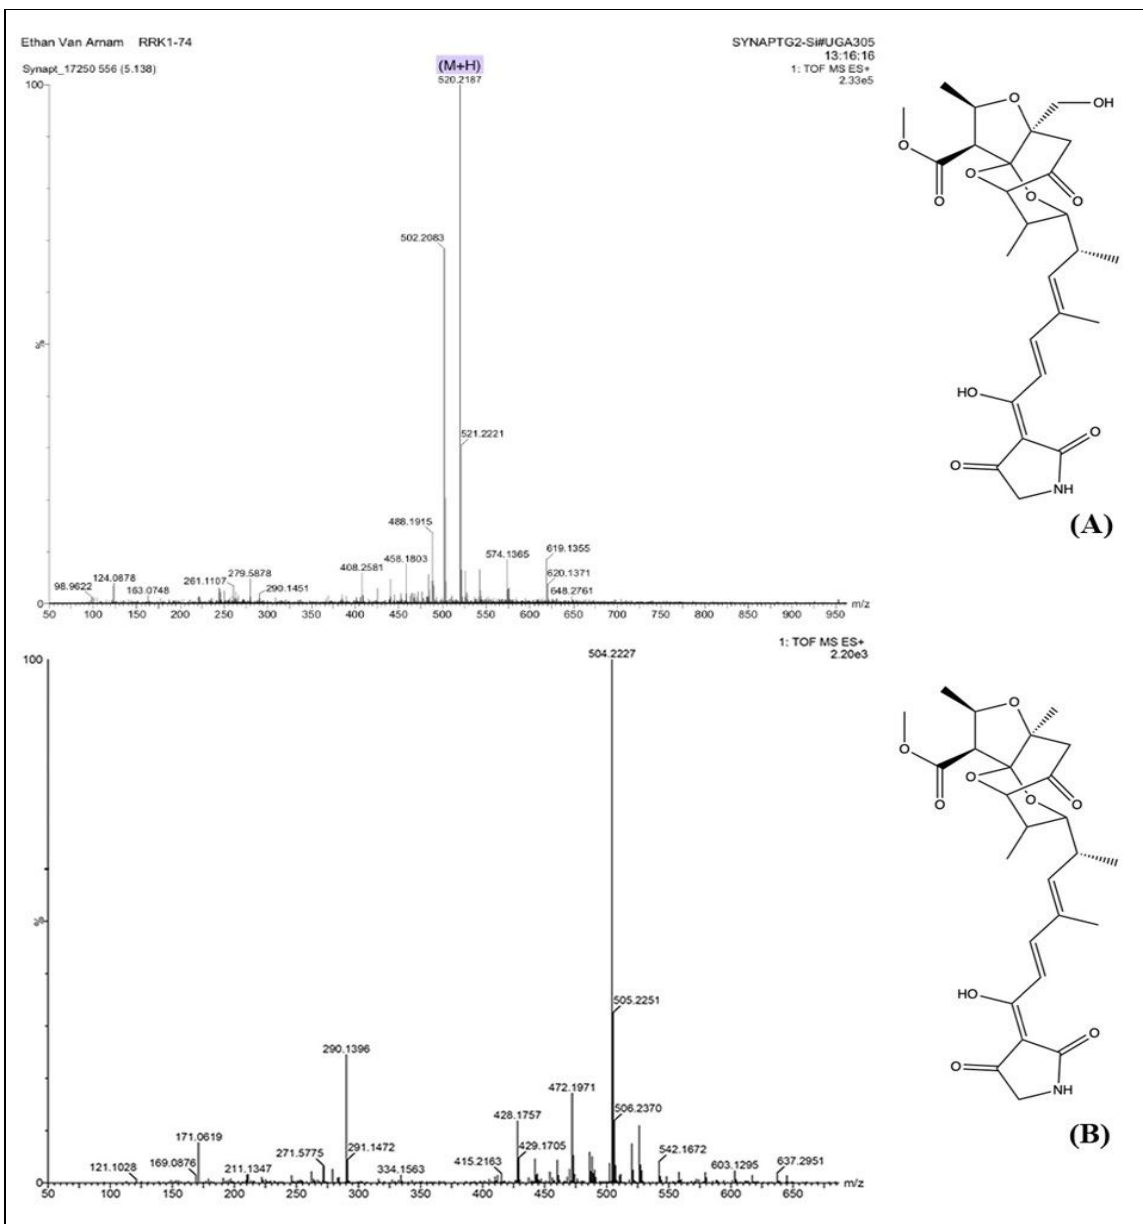 Ethan Van Arnam RRK1-74
SYNAPTG2-Si#UGA305
13:16:16
Synapt_17250 556 (5.138)
1: TOF MS ES+
2.33e5
(M+H)
520.2187
100
502.2083
%
521.2221
488.1915
458.1803
408.2581
574.1365
619.1355
620.1371
648.2761
98.9622
124.0878
163.0748
261.1107
279.5878
290.1451
0
50 100 150 200 250 300 350 400 450 500 550 600 650 700 750 800 850 900 950
m/z
O
OH
O
O
O
O
O
O
HO
O
O
NH
(A)
1: TOF MS ES+
2.20e3
504.2227
100
505.2251
%
290.1396
472.1971
506.2370
428.1757
429.1705
171.0619
169.0876
121.1028
211.1347
271.5775
291.1472
334.1563
415.2163
542.1672
603.1295
637.2951
0
50 100 150 200 250 300 350 400 450 500 550 600 650
m/z
O
O
O
O
O
O
HO
O
O
NH
(B)